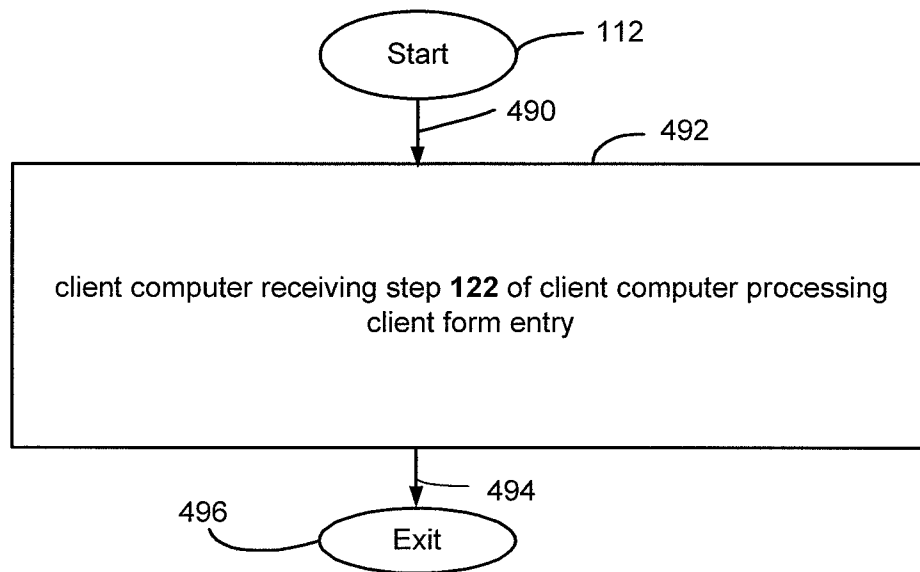 Start
112
490
492
client computer receiving step 122 of client computer processing
client form entry
494
496
Exit